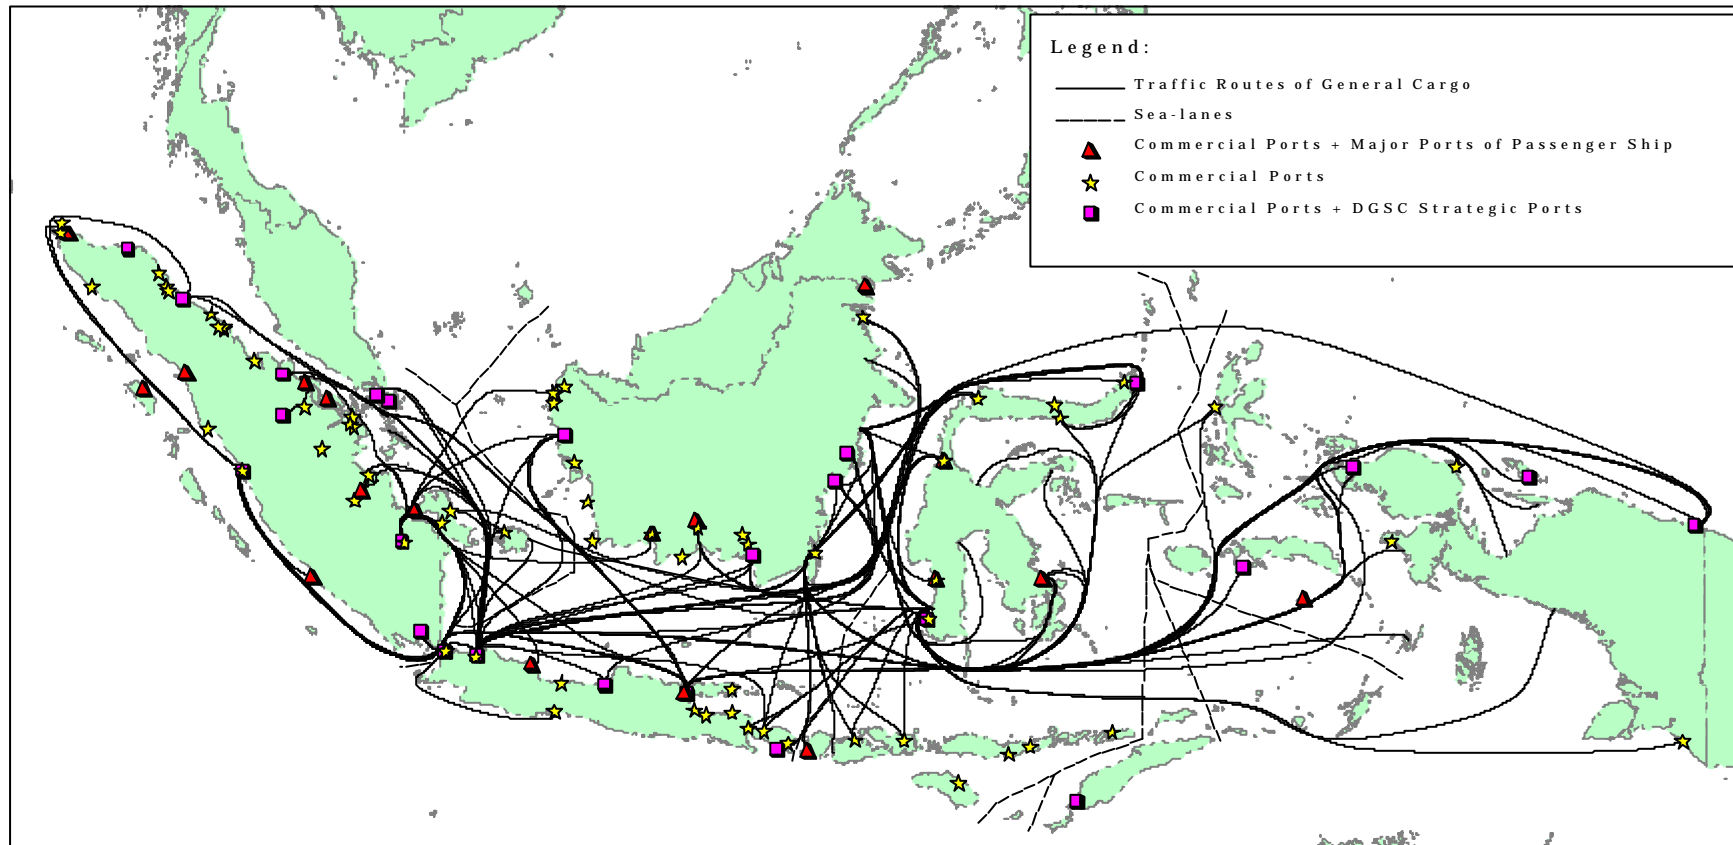 Legend:
Traffic Routes of General Cargo
Sea-lanes
Commercial Ports + Major Ports of Passenger Ship
Commercial Ports
Commercial Ports + DGSC Strategic Ports